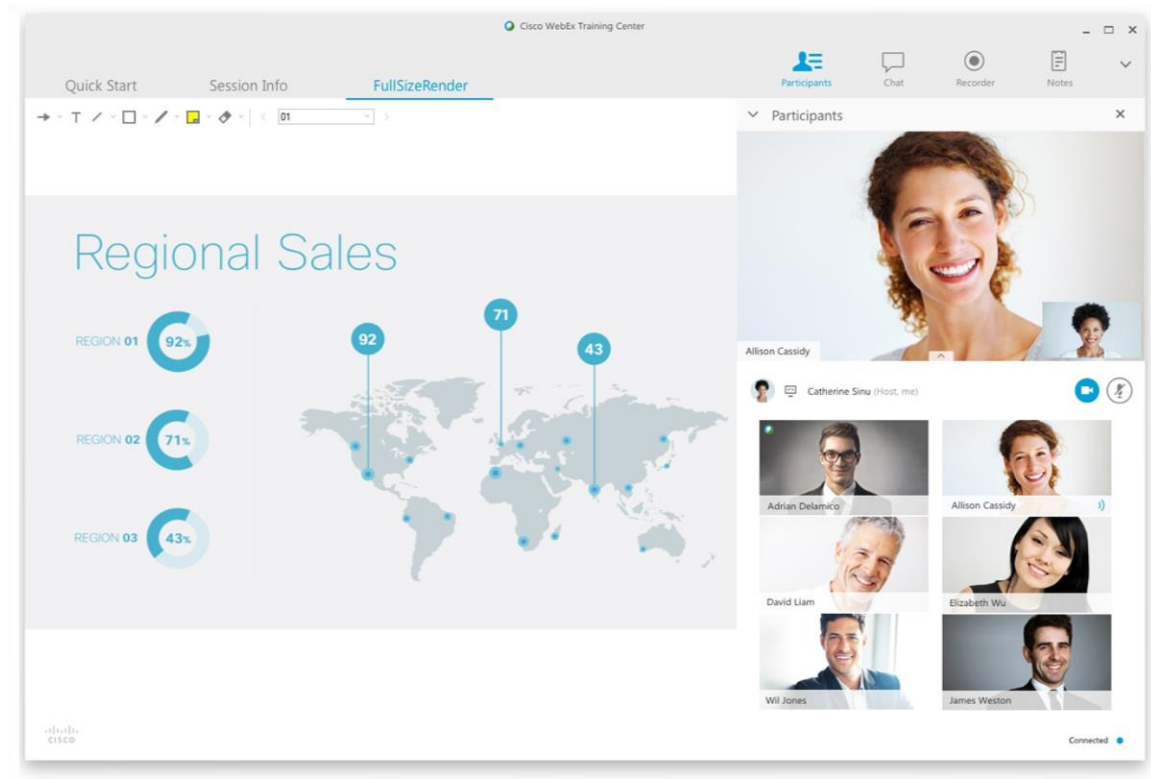 Cisco WebEx Training Center
Quick Start
Session Info
FullSizeRender
Participants
Chat
Recorder
Notes
T
01
Participants
Regional Sales
REGION 01
92%
REGION 02
71%
REGION 03
43%
92
71
43
Allison Cassidy
Catherine Sinu (Host, me)
Adrian Delamico
Allison Cassidy
David Liam
Elizabeth Wu
Wil Jones
James Weston
CISCO
Connected